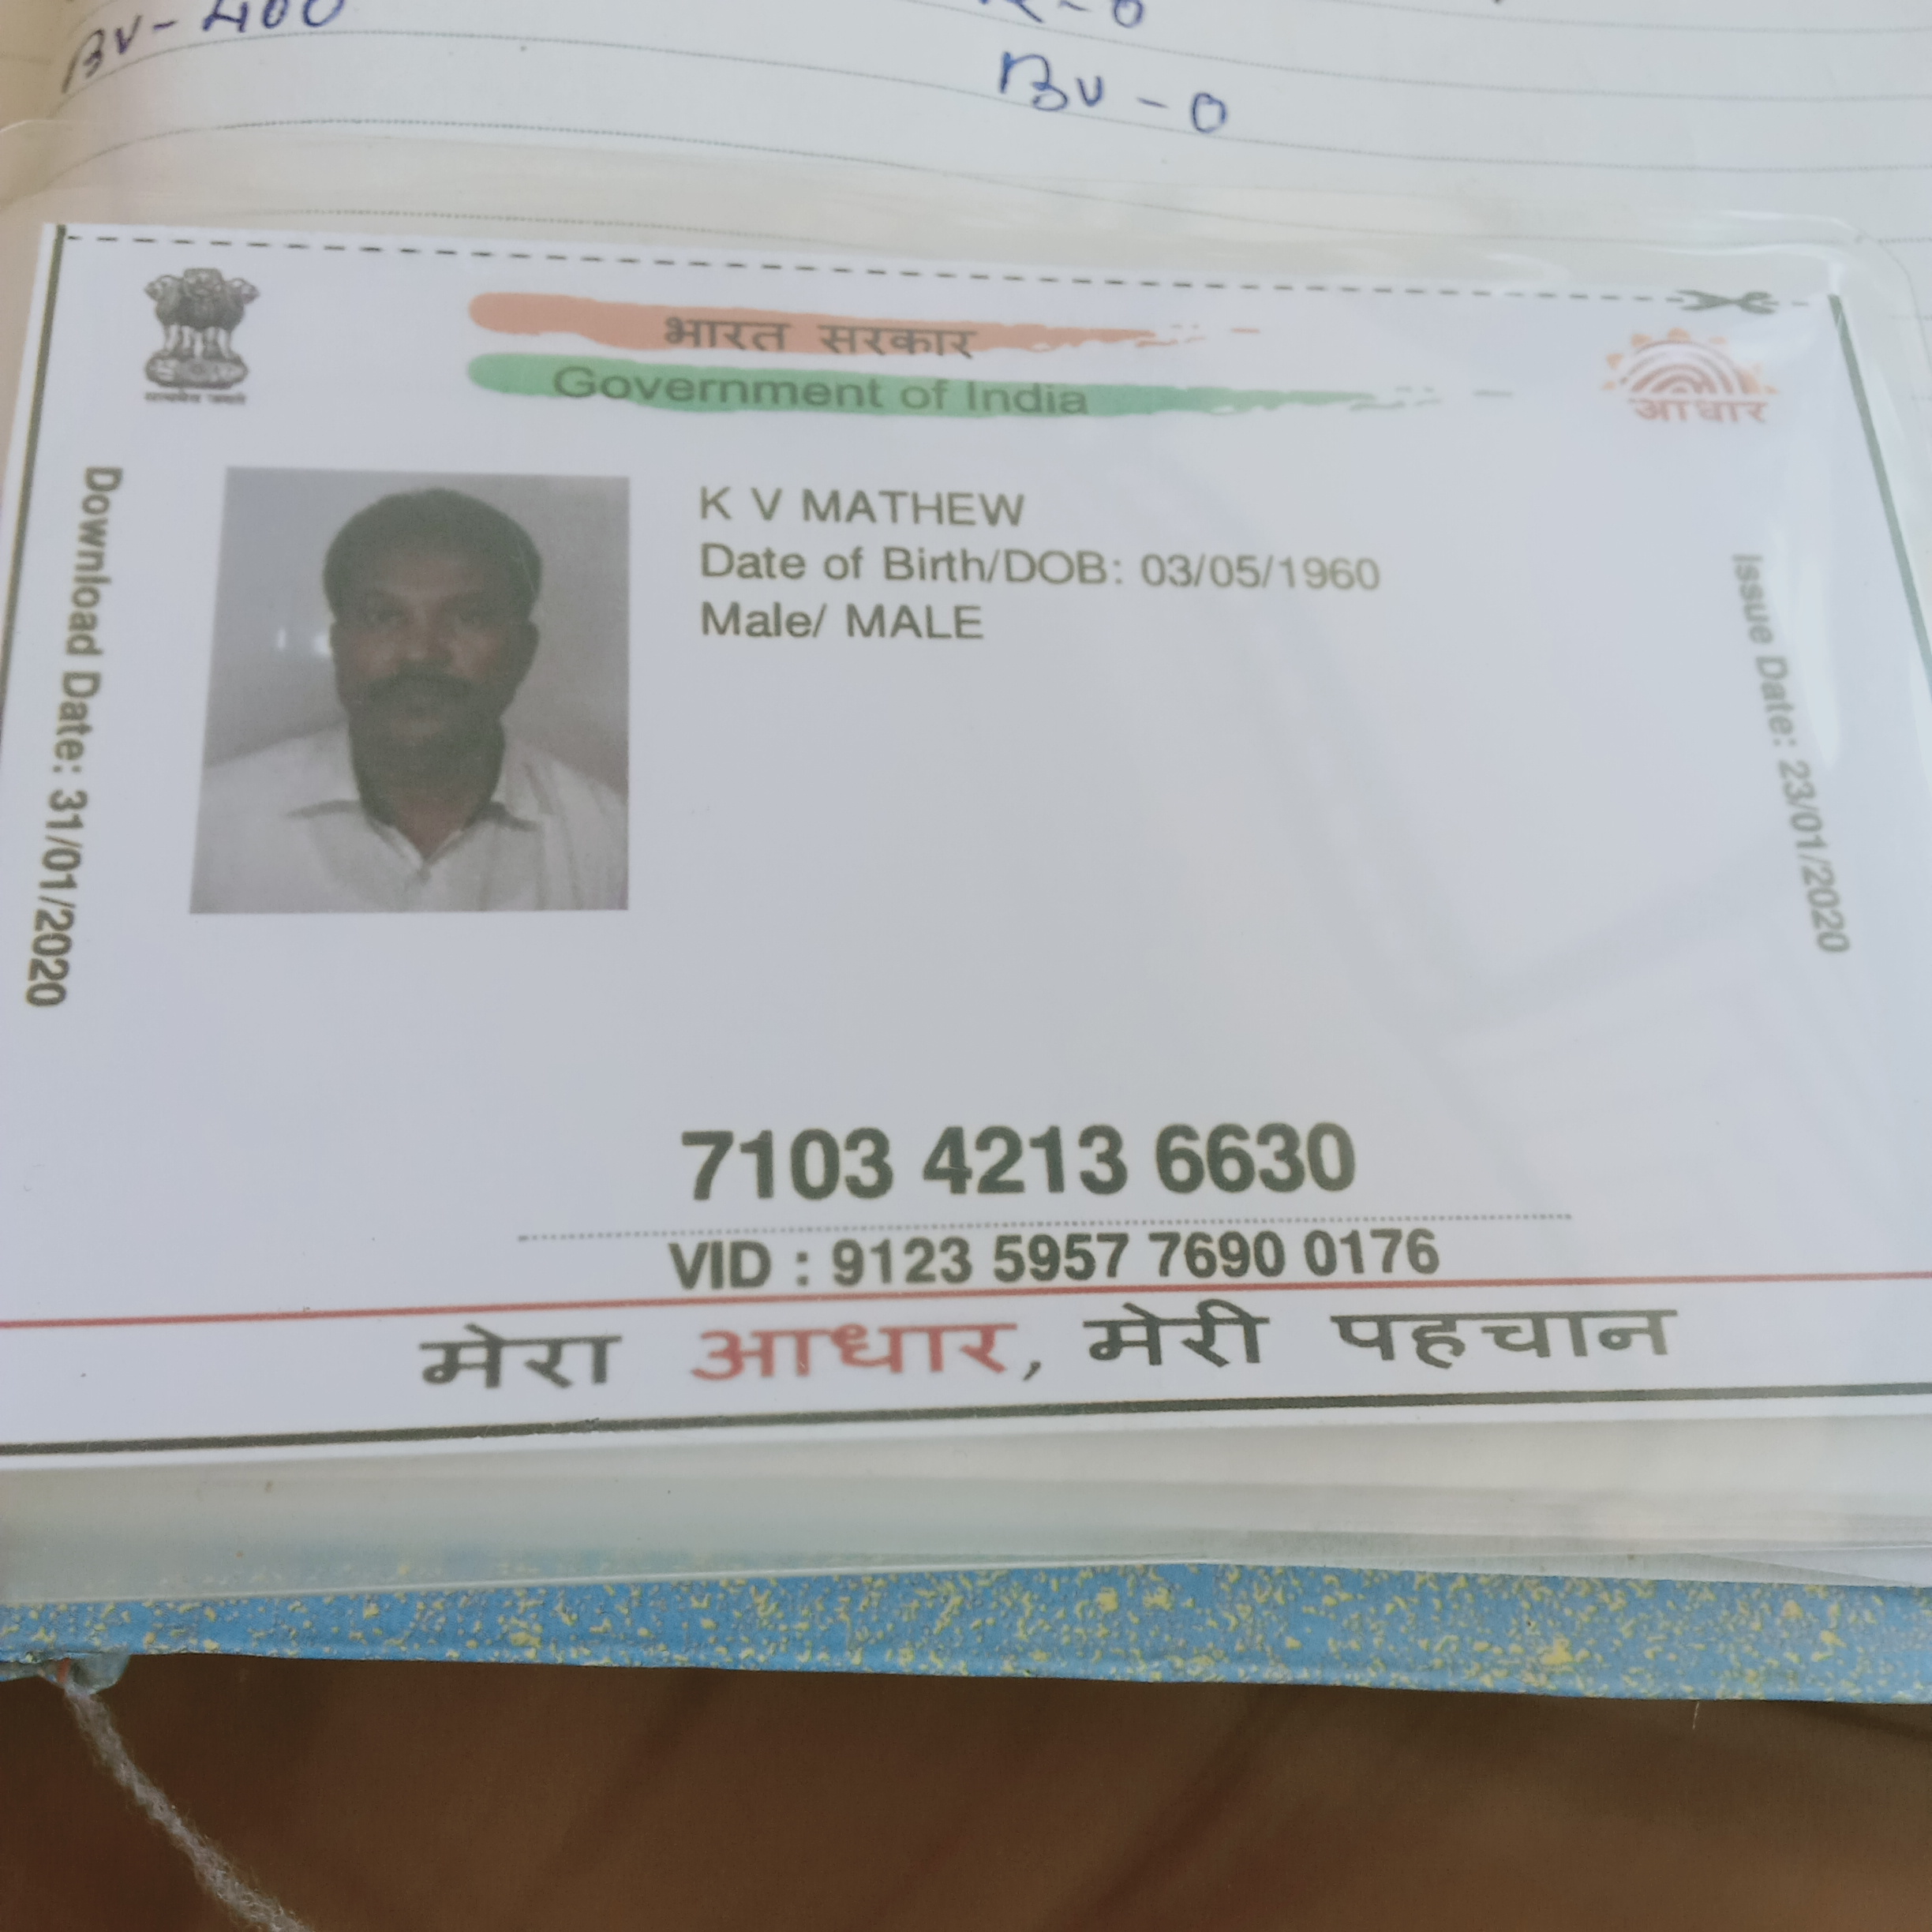 BV - 400
BV - 0
भारत सरकार
Government of India
सत्यमेव जयते
आधार
K V MATHEW
Date of Birth/DOB: 03/05/1960
Male/ MALE
Download Date: 31/01/2020
Issue Date: 23/01/2020
7103 4213 6630
VID : 9123 5957 7690 0176
मेरा आधार, मेरी पहचान